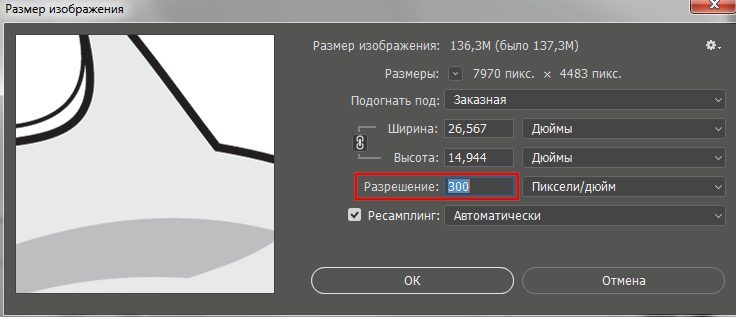 Размер изображения
Размер изображения: 136,3M (было 137,3M)
Размеры: 7970 пикс. × 4483 пикс.
Подогнать под: Заказная
Ширина: 26,567 Дюймы
Высота: 14,944 Дюймы
Разрешение: 300 Пиксели/дюйм
Ресамплинг: Автоматически
OK Отмена